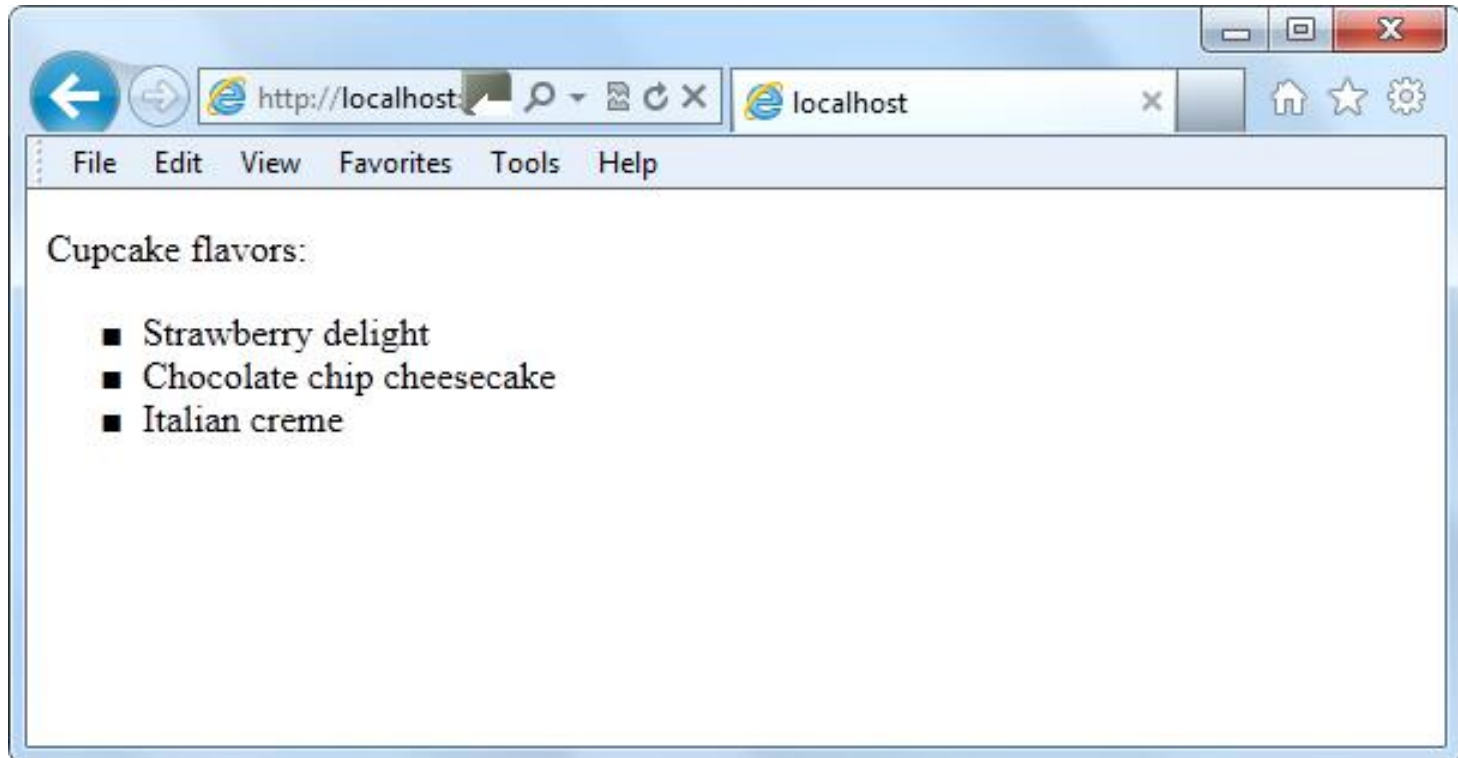 http://localhost:
localhost
File Edit View Favorites Tools Help
Cupcake flavors:
Strawberry delight
Chocolate chip cheesecake
Italian creme